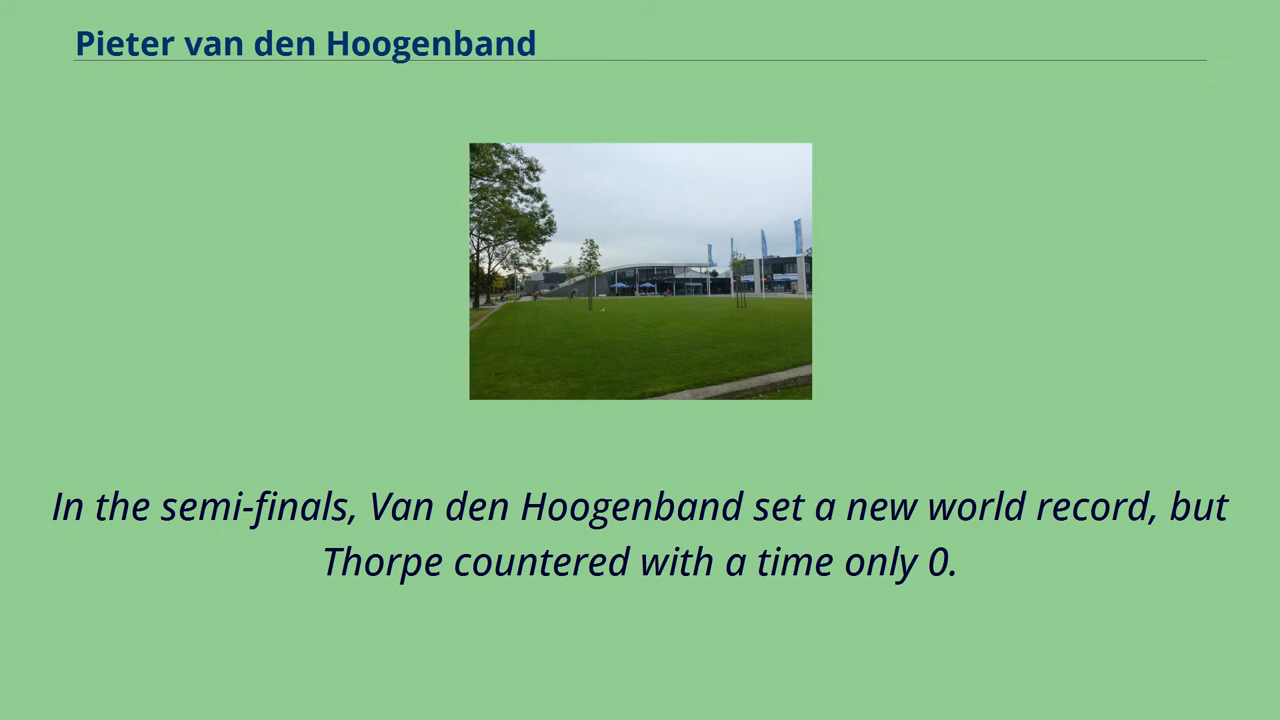 Pieter van den Hoogenband
In the semi-finals, Van den Hoogenband set a new world record, but
Thorpe countered with a time only 0.